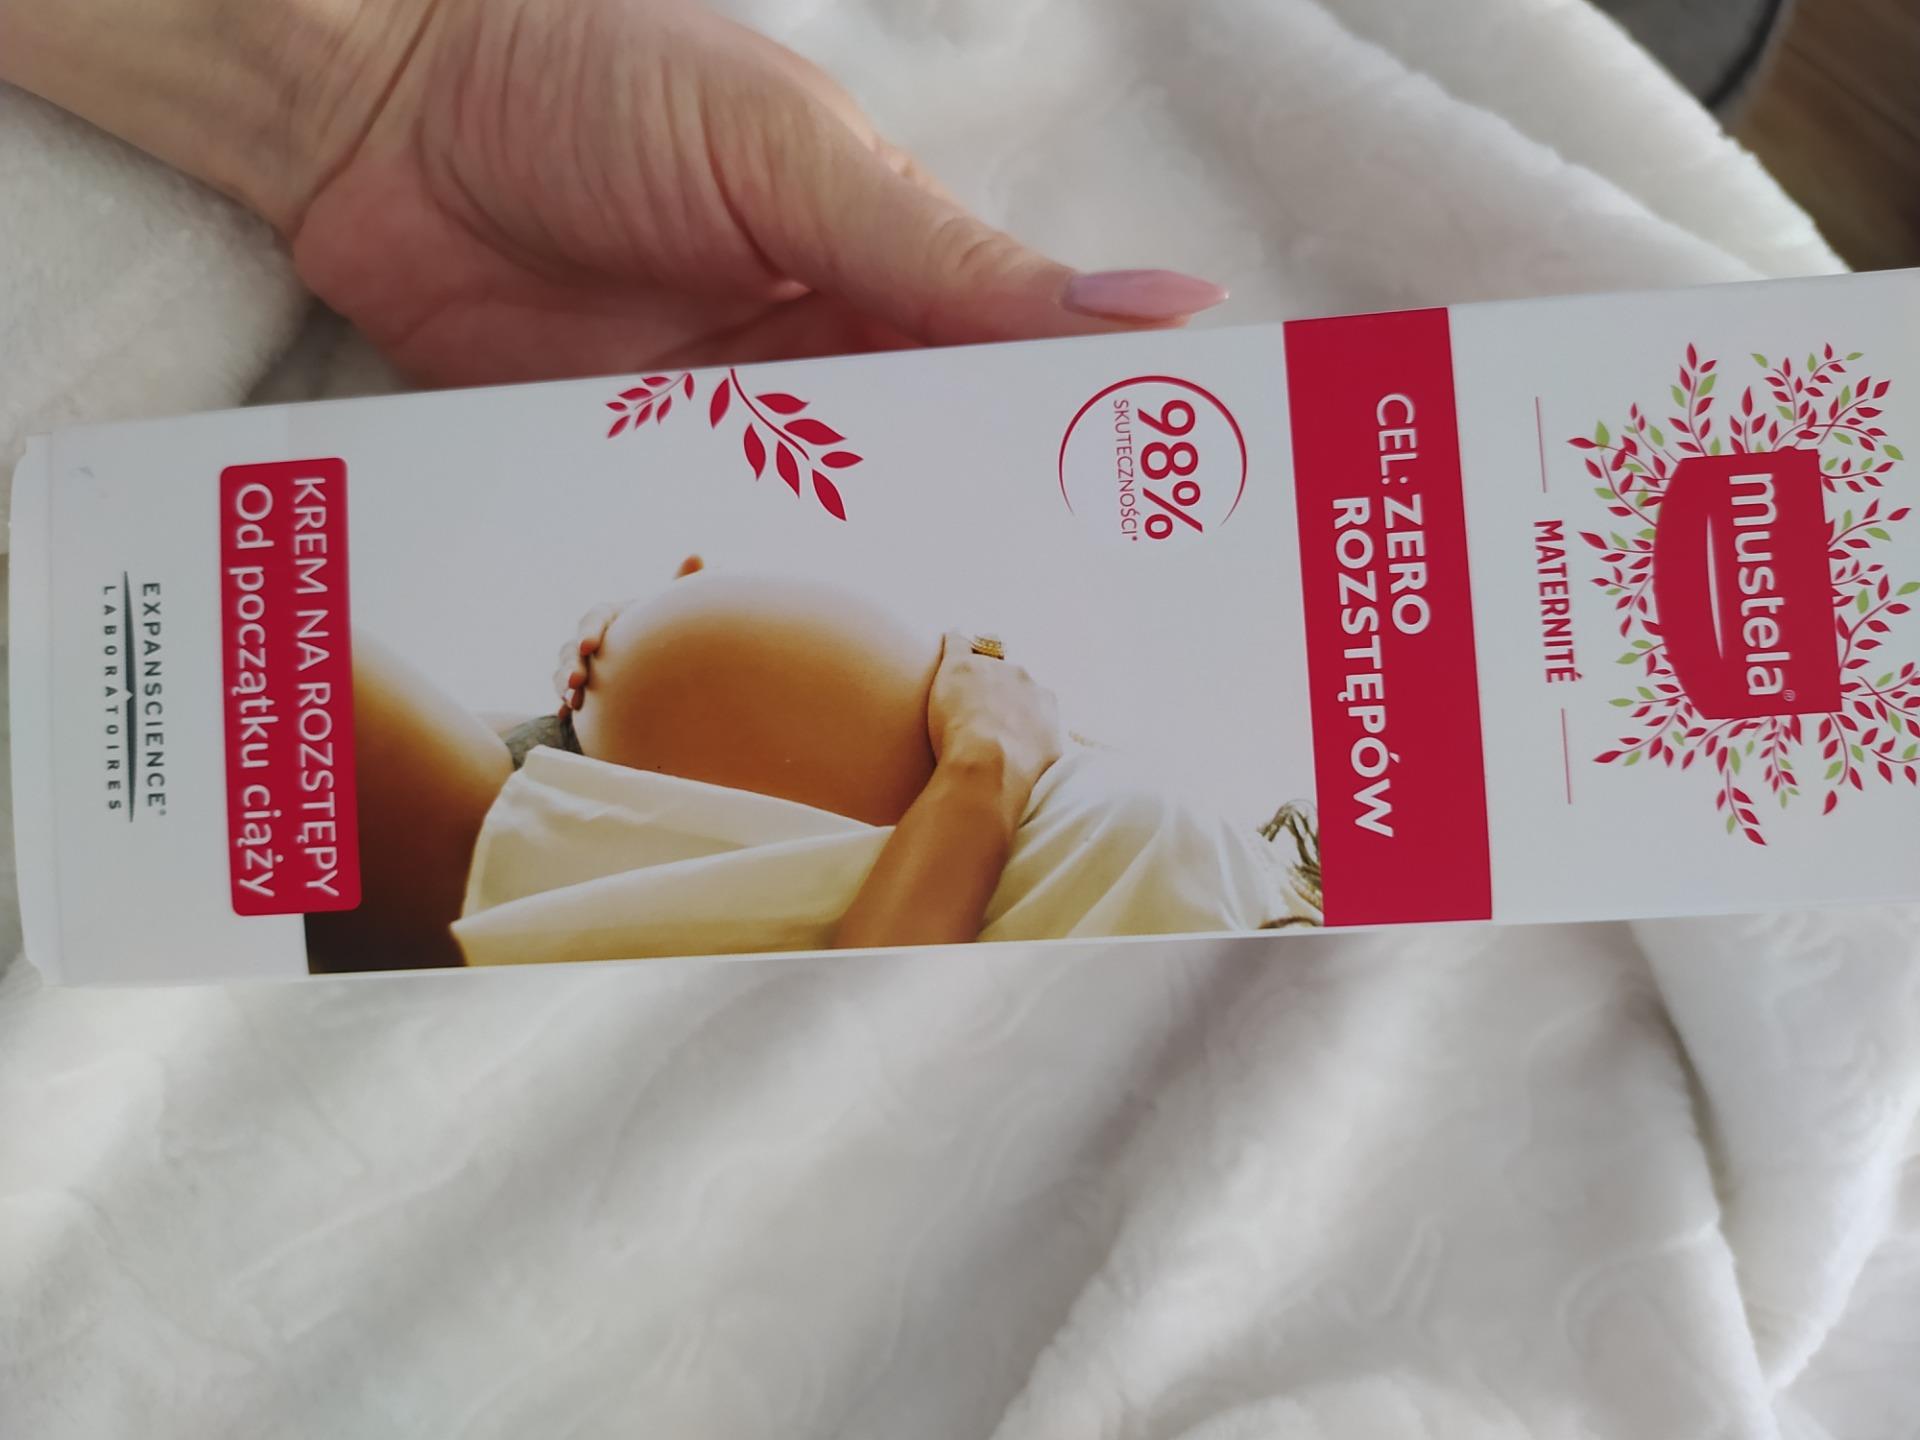 mustela®
MATERNITÉ
CEL: ZERO
ROZSTĘPÓW
98%
SKUTECZNOŚCI*
KREM NA ROZSTĘPY
Od początku ciąży
EXPANSCIENCE®
LABORATOIRES